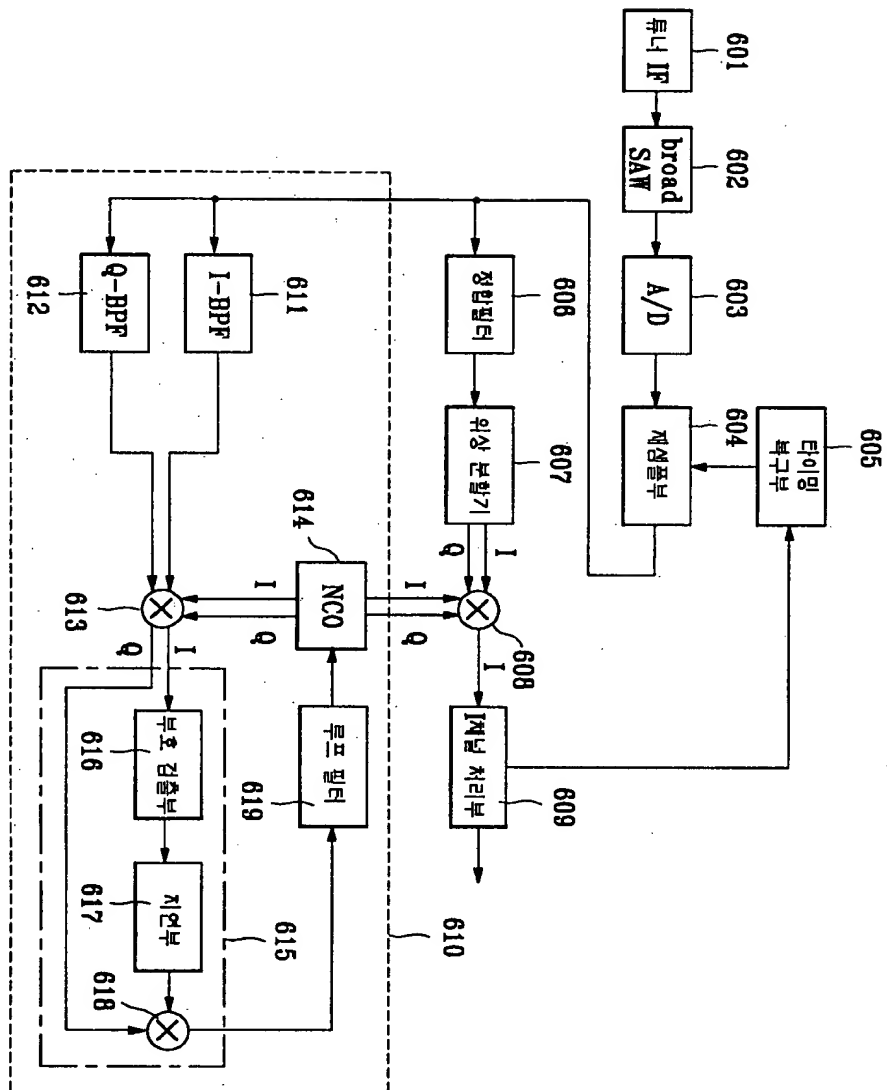 튜너 IF
601
broad
SAW
602
A/D
603
재샘플부
604
타이밍
복구부
605
정합필터
606
위상 분할기
607
I
Q
608
I
I채널 처리부
609
610
I-BPF
611
Q-BPF
612
613
NCO
614
I
Q
I
Q
I
Q
615
부호 검출부
616
지연부
617
618
루프 필터
619